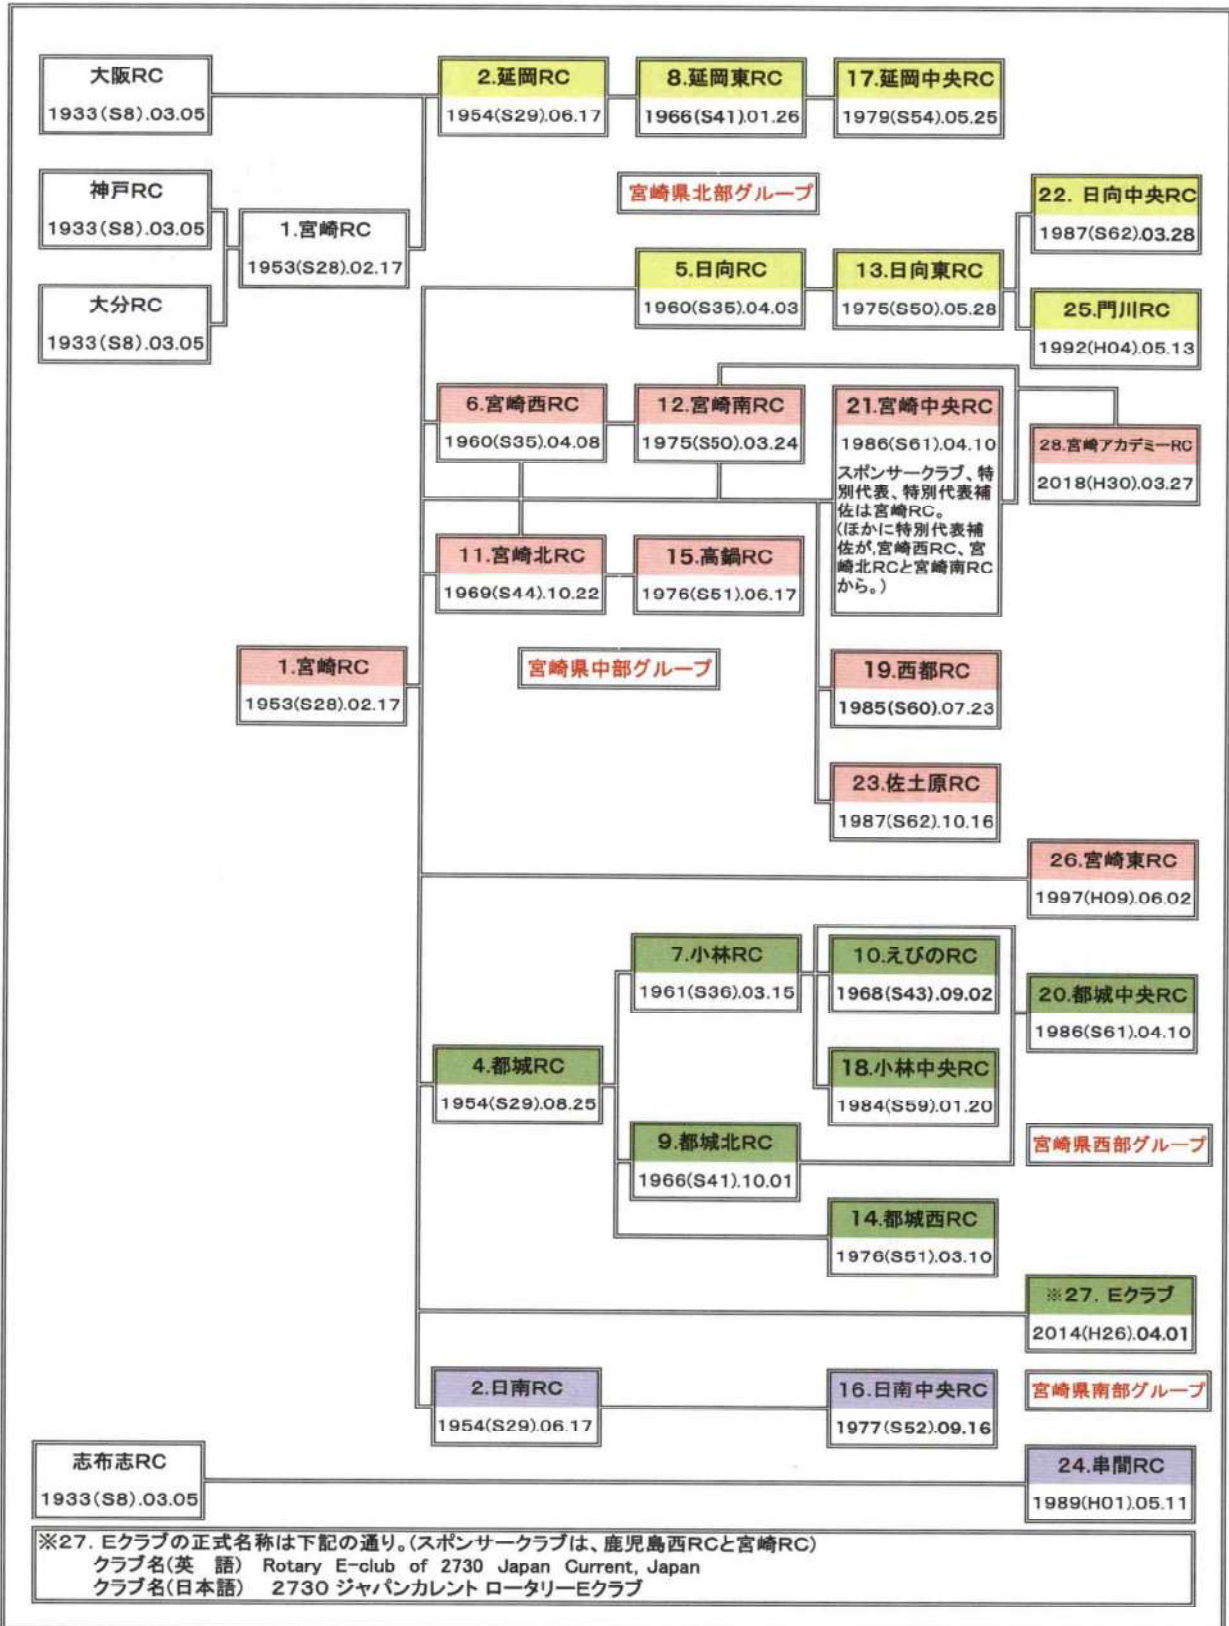 大阪RC
1933(S8).03.05
2.延岡RC
1954(S29).06.17
8.延岡東RC
1966(S41).01.26
17.延岡中央RC
1979(S54).05.25
神戸RC
1933(S8).03.05
宮崎県北部グループ
22. 日向中央RC
1987(S62).03.28
1.宮崎RC
1953(S28).02.17
5.日向RC
1960(S35).04.03
13.日向東RC
1975(S50).05.28
大分RC
1933(S8).03.05
25.門川RC
1992(H04).05.13
6.宮崎西RC
1960(S35).04.08
12.宮崎南RC
1975(S50).03.24
21.宮崎中央RC
1986(S61).04.10
スポンサークラブ、特
別代表、特別代表補
佐は宮崎RC。
(ほかに特別代表補
佐が,宮崎西RC、宮
崎北RCと宮崎南RC
から。)
28.宮崎アカデミーRC
2018(H30).03.27
11.宮崎北RC
1969(S44).10.22
15.高鍋RC
1976(S51).06.17
1.宮崎RC
1953(S28).02.17
宮崎県中部グループ
19.西都RC
1985(S60).07.23
23.佐土原RC
1987(S62).10.16
26.宮崎東RC
1997(H09).06.02
7.小林RC
1961(S36).03.15
10.えびのRC
1968(S43).09.02
20.都城中央RC
1986(S61).04.10
4.都城RC
1954(S29).08.25
18.小林中央RC
1984(S59).01.20
9.都城北RC
1966(S41).10.01
宮崎県西部グループ
14.都城西RC
1976(S51).03.10
※27. Eクラブ
2014(H26).04.01
2.日南RC
1954(S29).06.17
16.日南中央RC
1977(S52).09.16
宮崎県南部グループ
志布志RC
1933(S8).03.05
24.串間RC
1989(H01).05.11
※27. Eクラブの正式名称は下記の通り。(スポンサークラブは、鹿児島西RCと宮崎RC)
クラブ名(英 語) Rotary E-club of 2730 Japan Current, Japan
クラブ名(日本語) 2730 ジャパンカレント ロータリーEクラブ